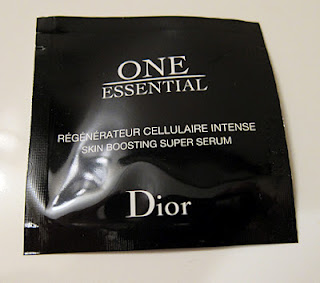 ONE
ESSENTIAL
RÉGÉNÉRATEUR CELLULAIRE INTENSE
SKIN BOOSTING SUPER SERUM
Dior